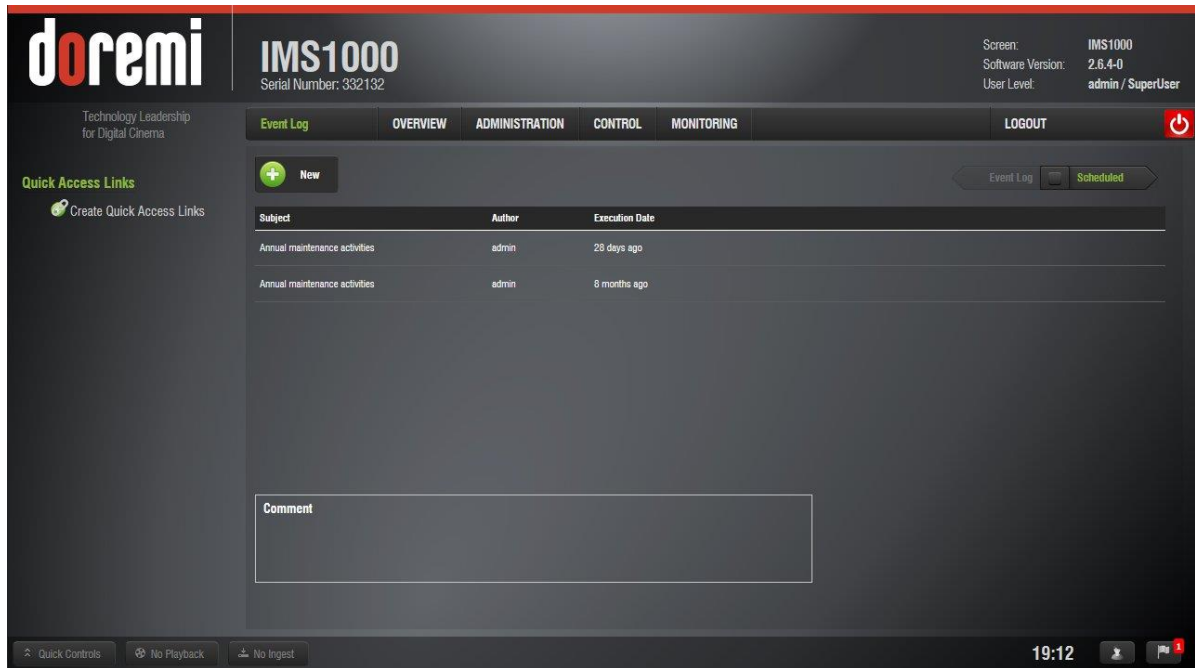 doremi
Technology Leadership
for Digital Cinema
IMS1000
Serial Number: 332132
Screen: IMS1000
Software Version: 2.6.4-0
User Level: admin / SuperUser
Event Log OVERVIEW ADMINISTRATION CONTROL MONITORING LOGOUT
Quick Access Links
Create Quick Access Links
New
Event Log Scheduled
Subject Author Execution Date
Annual maintenance activities admin 28 days ago
Annual maintenance activities admin 8 months ago
Comment
Quick Controls No Playback No Ingest 19:12 1